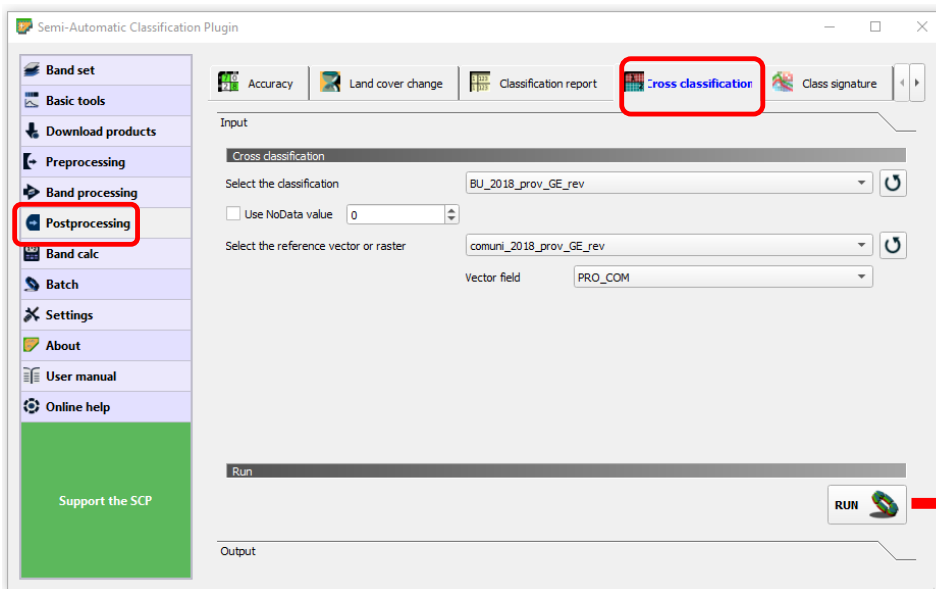 Semi-Automatic Classification Plugin
Band set
Basic tools
Download products
Preprocessing
Band processing
Postprocessing
Band calc
Batch
Settings
About
User manual
Online help
Support the SCP
Accuracy
Land cover change
Classification report
Cross classification
Class signature
Input
Cross classification
Select the classification
BU_2018_prov_GE_rev
Use NoData value
0
Select the reference vector or raster
comuni_2018_prov_GE_rev
Vector field
PRO_COM
Run
RUN
Output